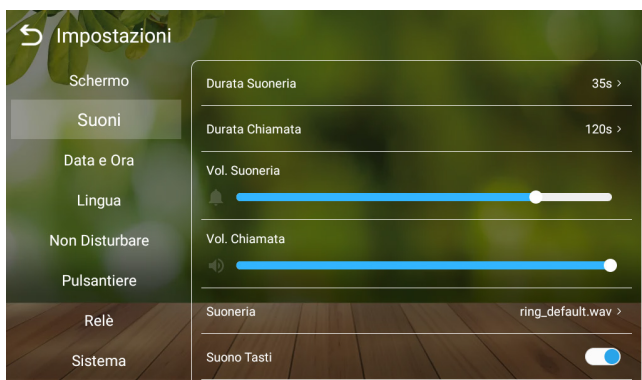 Impostazioni
Schermo
Suoni
Data e Ora
Lingua
Non Disturbare
Pulsantiere
Relè
Sistema
Durata Suoneria 35s >
Durata Chiamata 120s >
Vol. Suoneria
Vol. Chiamata
Suoneria ring_default.wav >
Suono Tasti